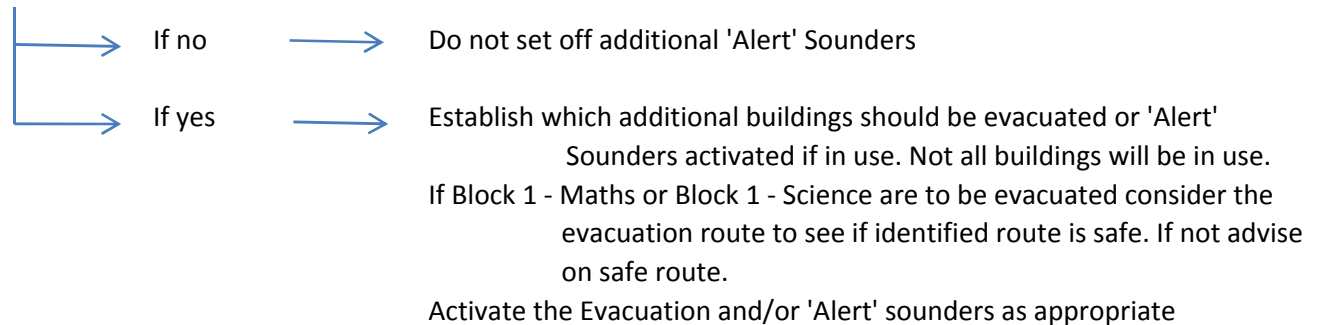 If no Do not set off additional 'Alert' Sounders
If yes Establish which additional buildings should be evacuated or 'Alert'
Sounders activated if in use. Not all buildings will be in use.
If Block 1 - Maths or Block 1 - Science are to be evacuated consider the
evacuation route to see if identified route is safe. If not advise
on safe route.
Activate the Evacuation and/or 'Alert' sounders as appropriate